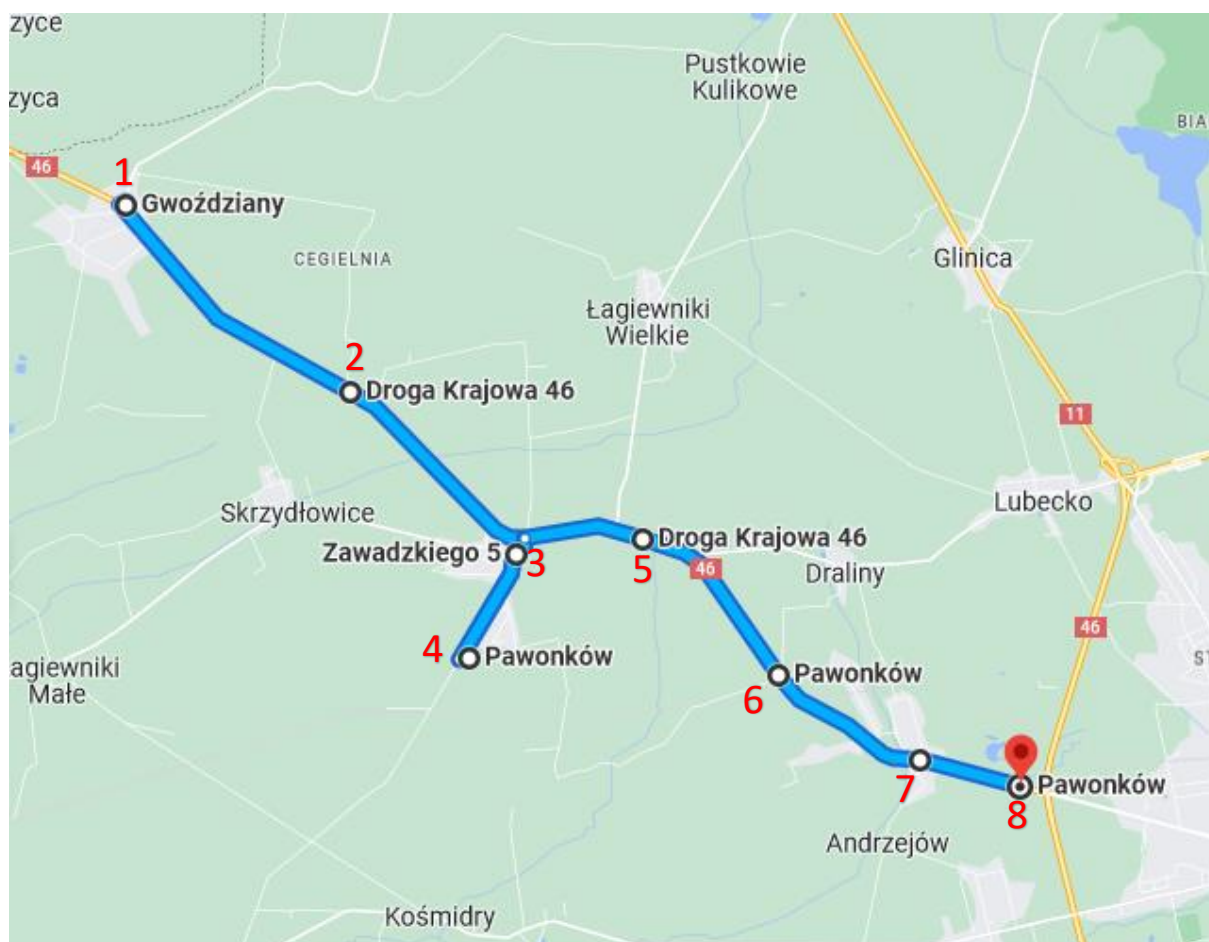 zyce
Pustkowie
Kulikowe
zyca
BIA
46
1
Gwoździany
CEGIELNIA
Glinica
Łagiewniki
Wielkie
2
Droga Krajowa 46
11
Skrzydłowice
Lubecko
Zawadzkiego 5
3
Droga Krajowa 46
5
46
Draliny
46
4
Pawonków
agiewniki
Małe
ST
6
Pawonków
7
Pawonków
8
Andrzejów
Kośmidry